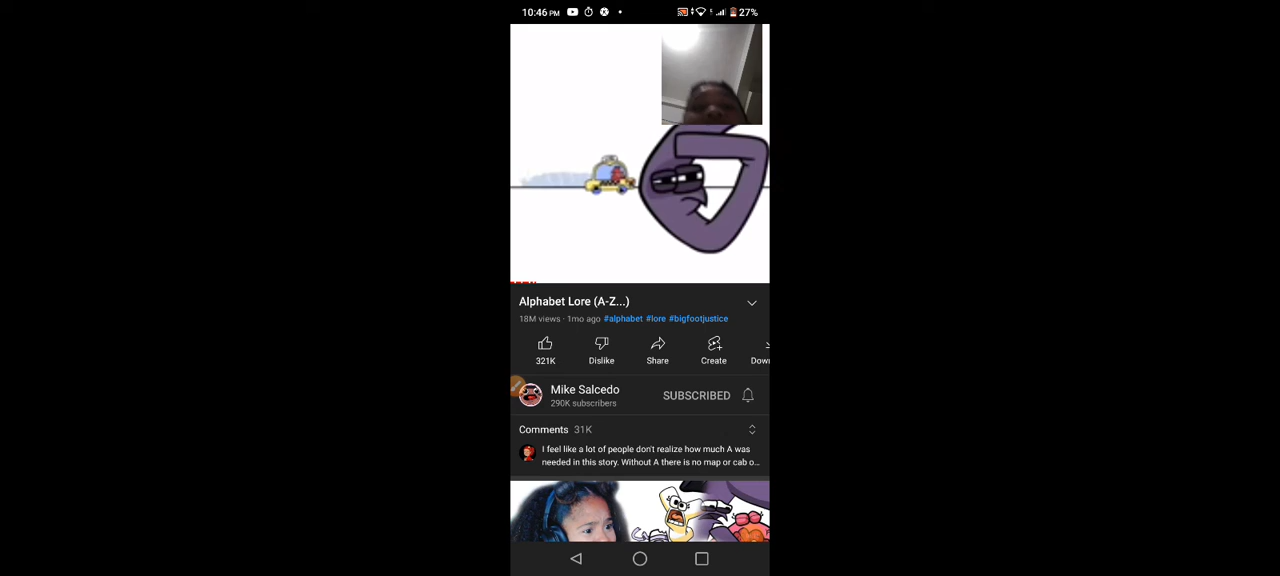 10:46 PM
27%
Alphabet Lore (A-Z...)
18M views · 1mo ago #alphabet #lore #bigfootjustice
321K Dislike Share Create Down
Mike Salcedo
290K subscribers
SUBSCRIBED
Comments 31K
I feel like a lot of people don't realize how much A was
needed in this story. Without A there is no map or cab o...